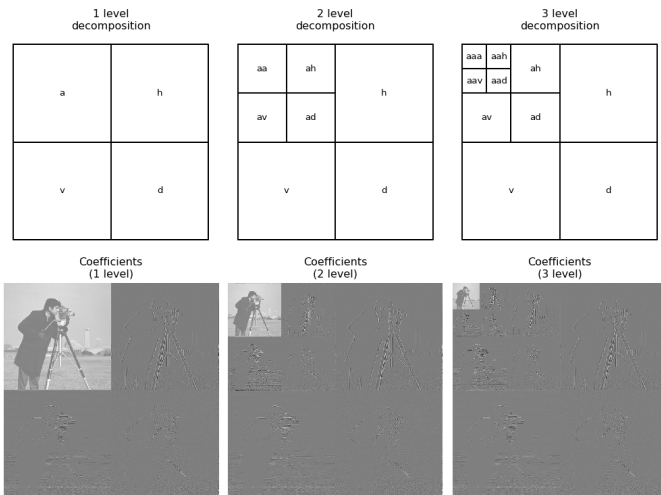 1 level
decomposition
2 level
decomposition
3 level
decomposition
a
h
v
d
aa
ah
h
av
ad
v
d
aaa
aah
aav
aad
ah
h
av
ad
v
d
Coefficients
(1 level)
Coefficients
(2 level)
Coefficients
(3 level)